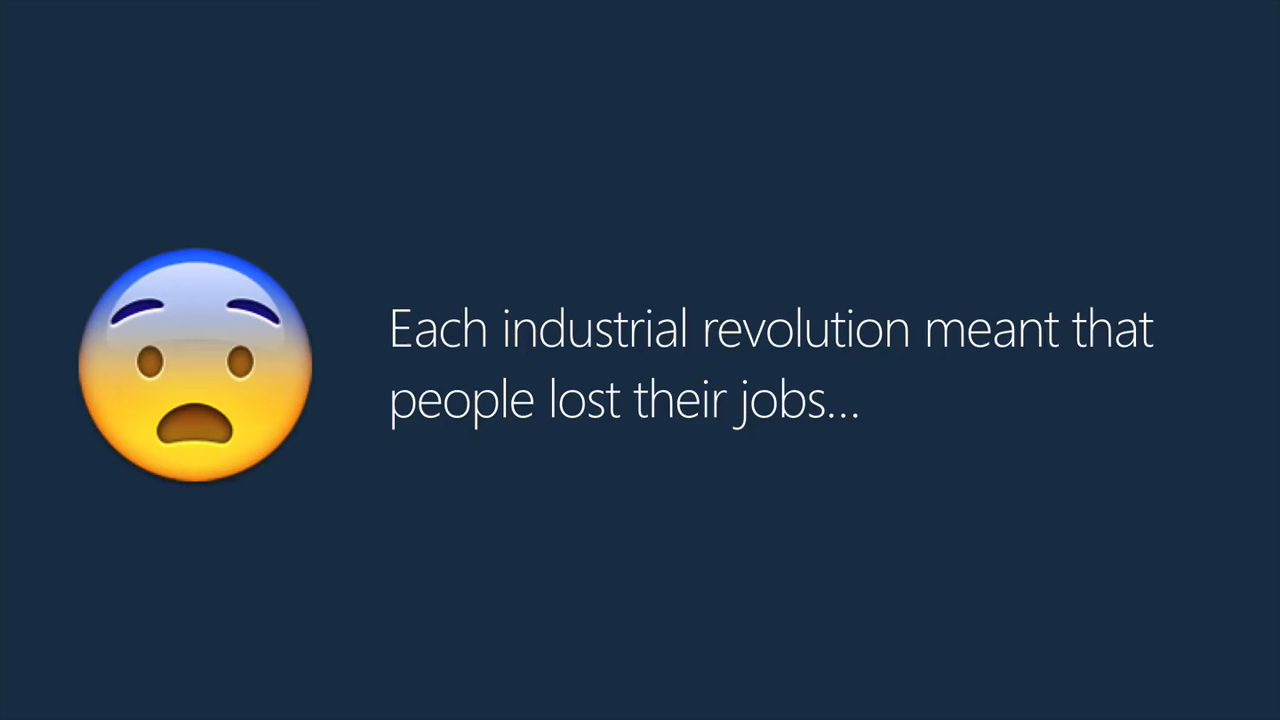 Each industrial revolution meant that
people lost their jobs...